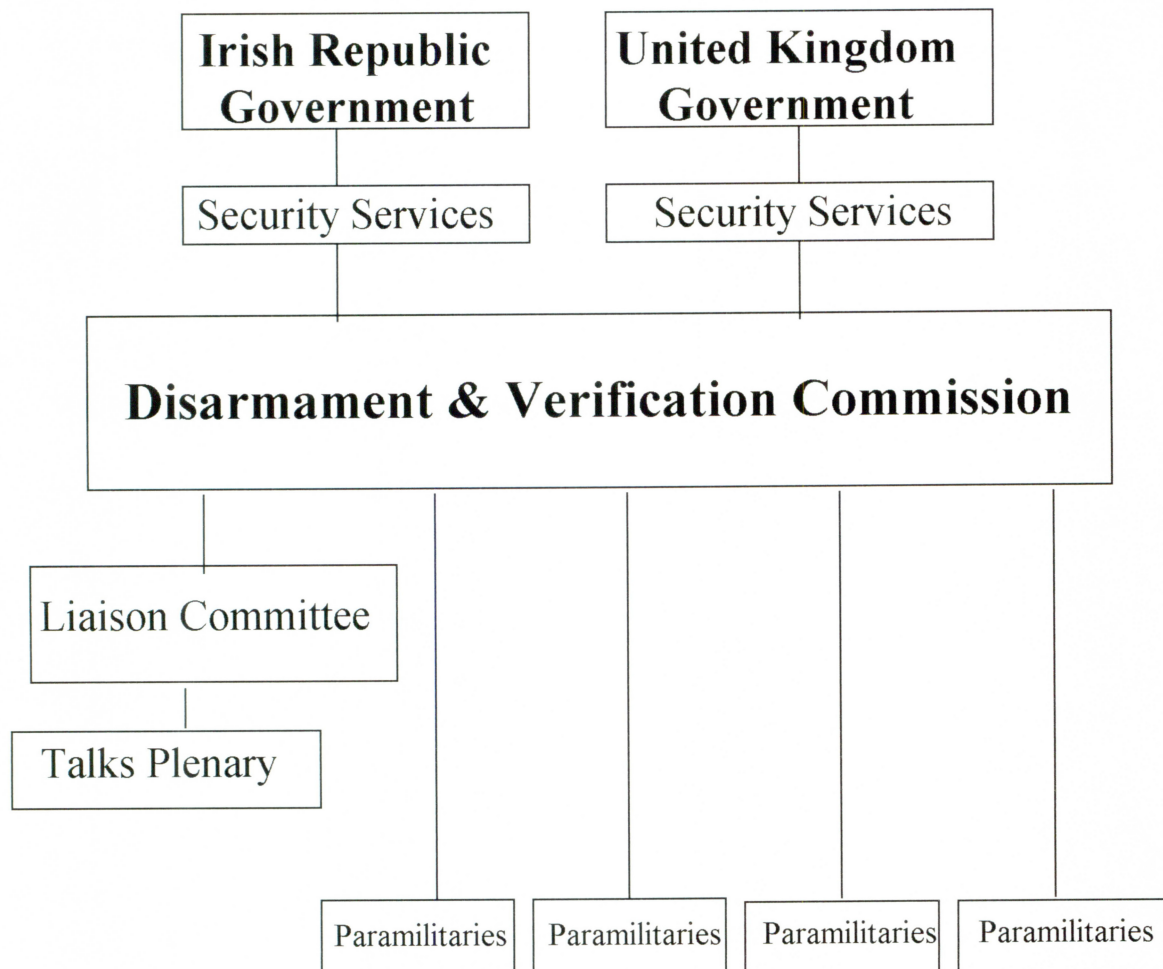 Irish Republic
Government
United Kingdom
Government
Security Services
Security Services
Disarmament & Verification Commission
Liaison Committee
Talks Plenary
Paramilitaries
Paramilitaries
Paramilitaries
Paramilitaries